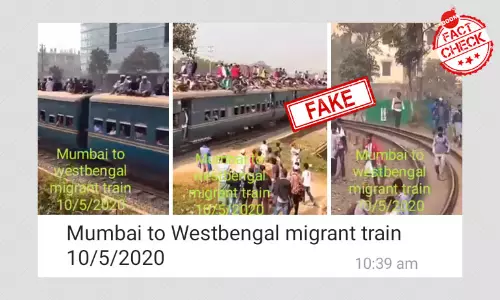 BOOM
FACT
CHECK
FAKE
Mumbai to
westbengal
migrant train
10/5/2020
Mumbai to
westbengal
migrant train
10/5/2020
Mumbai to
westbengal
migrant train
10/5/2020
Mumbai to Westbengal migrant train
10/5/2020
10:39 am